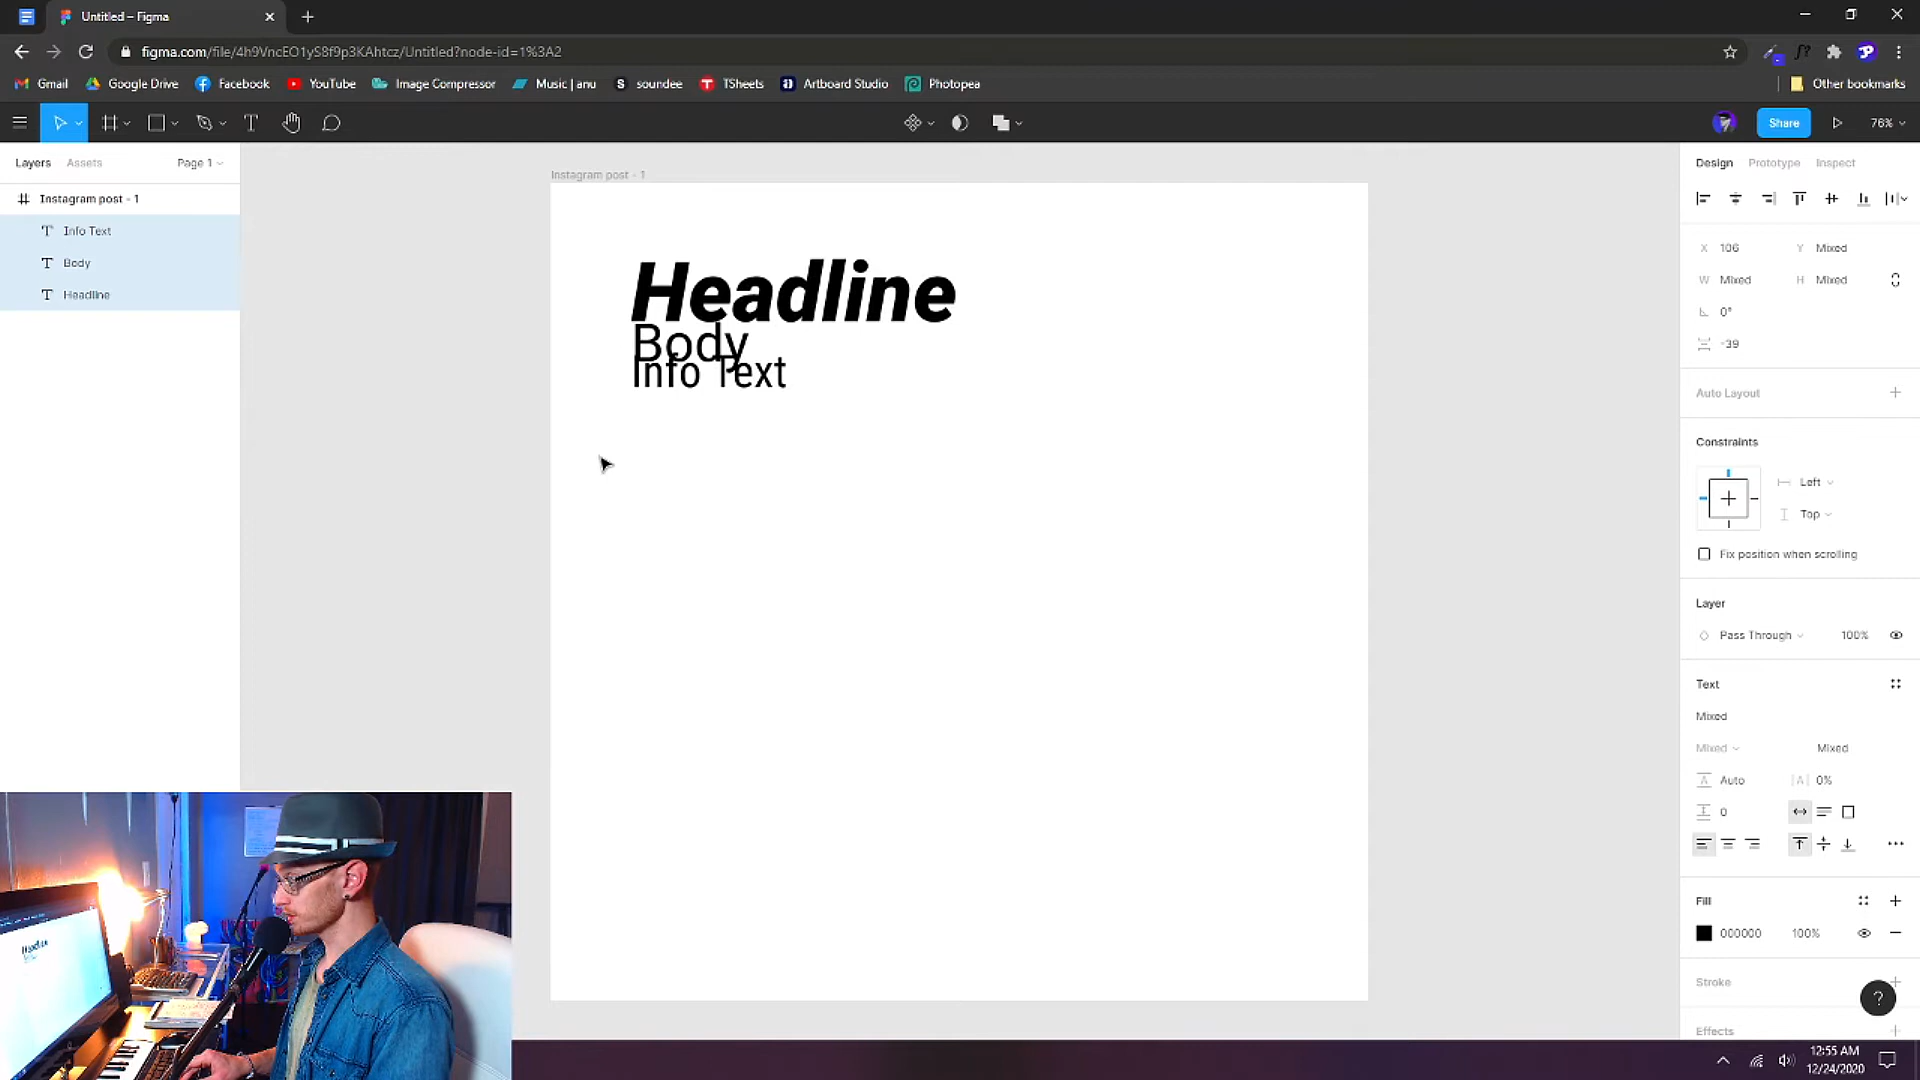 Untitled – Figma
figma.com/file/4h9VncEO1yS8f9p3KAhtcz/Untitled?node-id=1%3A2
Gmail Google Drive Facebook YouTube Image Compressor Music | anu soundee TSheets Artboard Studio Photopea Other bookmarks
Share 76%
Layers Assets Page 1
Instagram post - 1
Info Text
Body
Headline
Instagram post - 1
Headline
Body
Info Text
Design Prototype Inspect
X 106 Y Mixed
W Mixed H Mixed
0°
-39
Auto Layout
Constraints
Left
Top
Fix position when scrolling
Layer
Pass Through 100%
Text
Mixed
Mixed Mixed
Auto 0%
0
Fill
000000 100%
Stroke
?
Effects
12:55 AM
12/24/2020